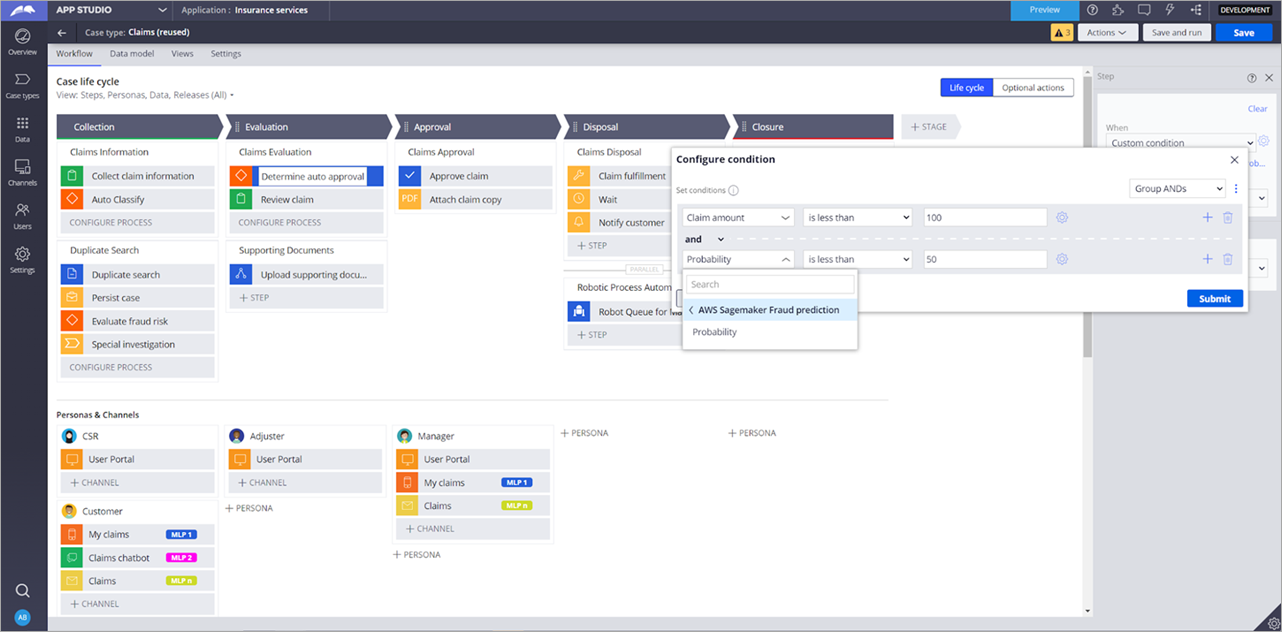 APP STUDIO
Application : Insurance services
Preview
DEVELOPMENT
Case type: Claims (reused)
3
Actions
Save and run
Save
Overview
Case types
Data
Channels
Users
Settings
AB
Workflow
Data model
Views
Settings
Case life cycle
View: Steps, Personas, Data, Releases (All)
Life cycle
Optional actions
Collection
Evaluation
Approval
Disposal
Closure
+ STAGE
Claims Information
Collect claim information
Auto Classify
CONFIGURE PROCESS
Duplicate Search
Duplicate search
Persist case
Evaluate fraud risk
Special investigation
CONFIGURE PROCESS
Claims Evaluation
Determine auto approval
Review claim
CONFIGURE PROCESS
Supporting Documents
Upload supporting docu...
+ STEP
Claims Approval
Approve claim
PDF
Attach claim copy
Claims Disposal
Claim fulfillment
Wait
Notify customer
+ STEP
PARALLEL
Robotic Process Autom
Robot Queue for
+ STEP
Step
Clear
When
Custom condition
ob...
Configure condition
Set conditions
Group ANDs
Claim amount
is less than
100
and
Probability
is less than
50
Search
AWS Sagemaker Fraud prediction
Probability
Submit
Personas & Channels
CSR
User Portal
+ CHANNEL
Customer
My claims
MLP 1
Claims chatbot
MLP 2
Claims
MLP n
+ CHANNEL
Adjuster
User Portal
+ CHANNEL
+ PERSONA
Manager
User Portal
My claims
MLP 1
Claims
MLP n
+ CHANNEL
+ PERSONA
+ PERSONA
+ PERSONA